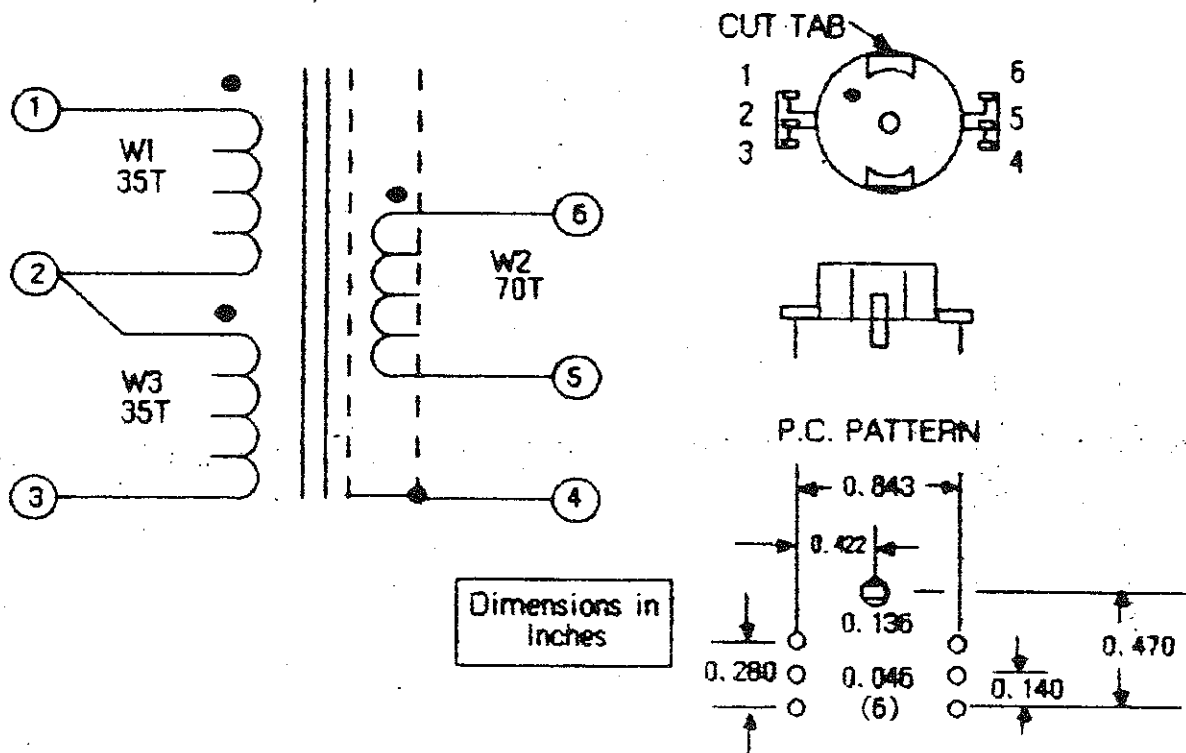 CUT TAB
1
2
3
6
5
4
1
W1
35T
2
W3
35T
3
6
W2
70T
5
4
P.C. PATTERN
0.843
0.422
0.136
0.470
0.280
0.046
(6)
0.140
Dimensions in
Inches